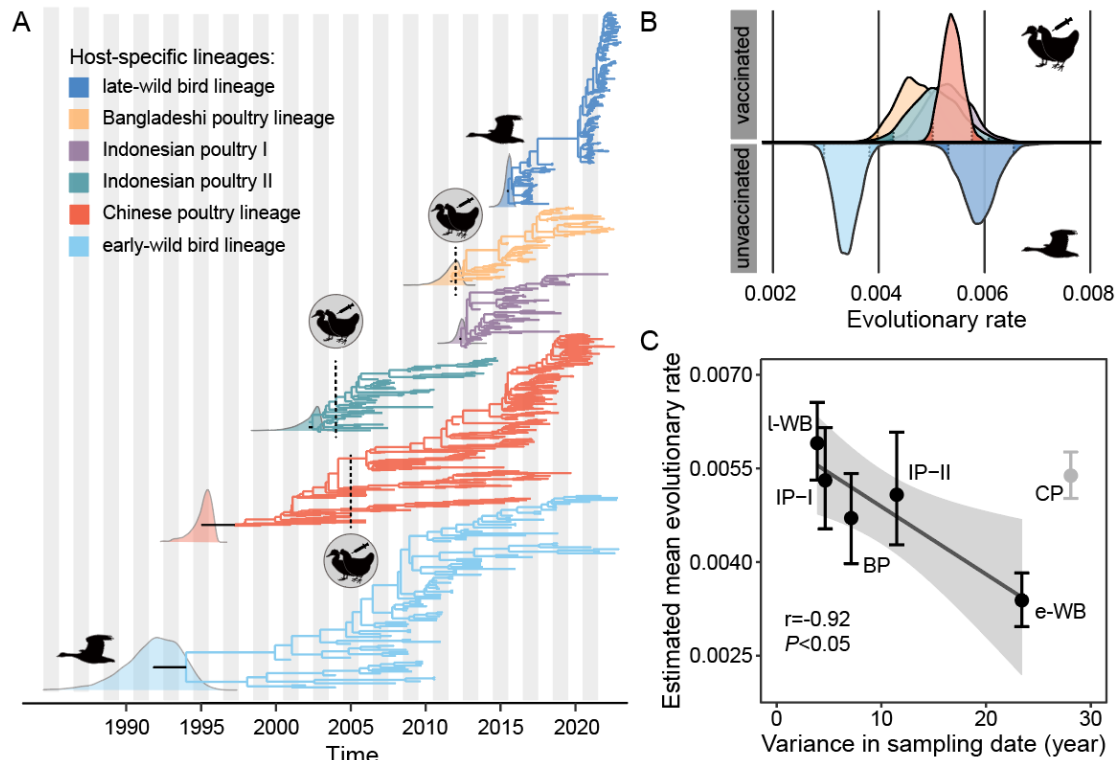 A
Host-specific lineages:
late-wild bird lineage
Bangladeshi poultry lineage
Indonesian poultry I
Indonesian poultry II
Chinese poultry lineage
early-wild bird lineage
1990 1995 2000 2005 2010 2015 2020
Time
B
vaccinated
unvaccinated
0.002 0.004 0.006 0.008
Evolutionary rate
C
Estimated mean evolutionary rate
0.0070
0.0055
0.0040
0.0025
l-WB
IP-I
BP
IP-II
CP
e-WB
r=-0.92
P<0.05
0 10 20 30
Variance in sampling date (year)